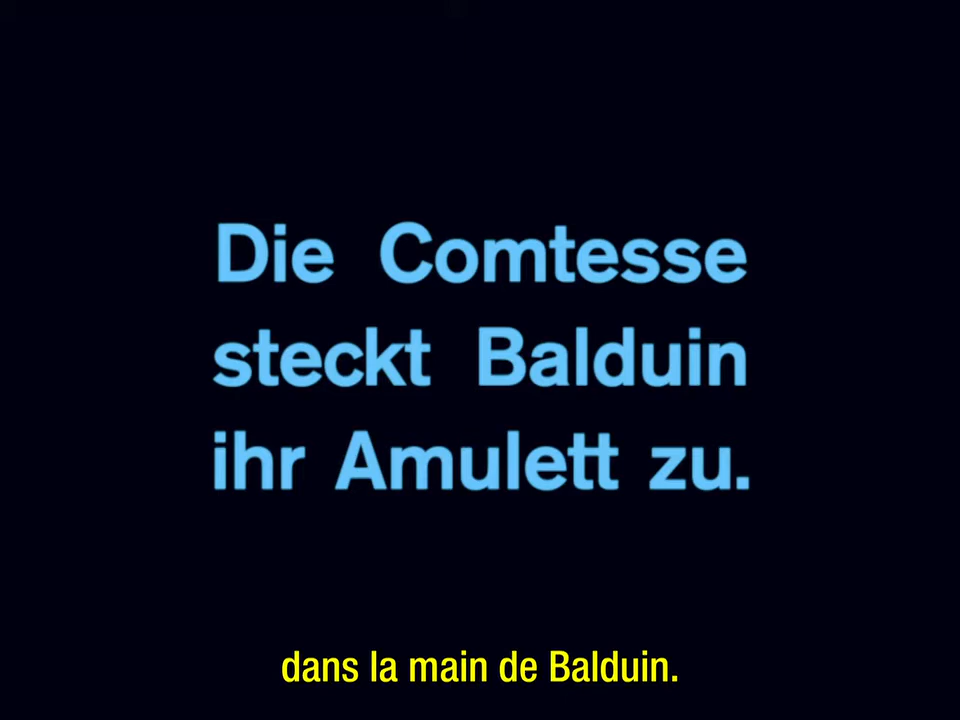 Die Comtesse
steckt Balduin
ihr Amulett zu.
dans la main de Balduin.